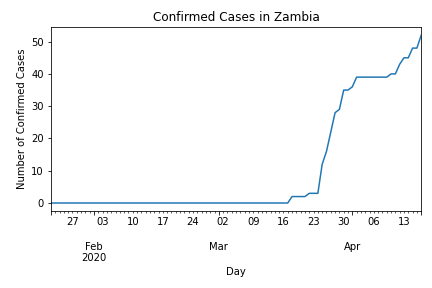 Confirmed Cases in Zambia
50
40
30
20
10
0
Number of Confirmed Cases
27 03 10 17 24 02 09 16 23 30 06 13
Feb Mar Apr
2020
Day